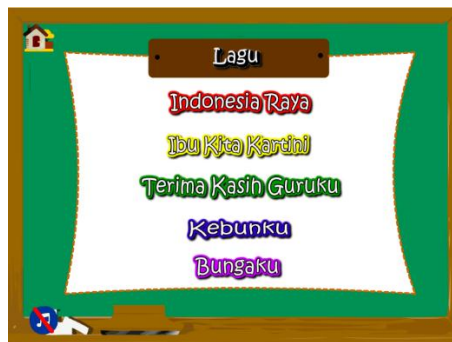 Lagu
Indonesia Raya
Ibu Kita Kartini
Terima Kasih Guruku
Kebunku
Bungaku